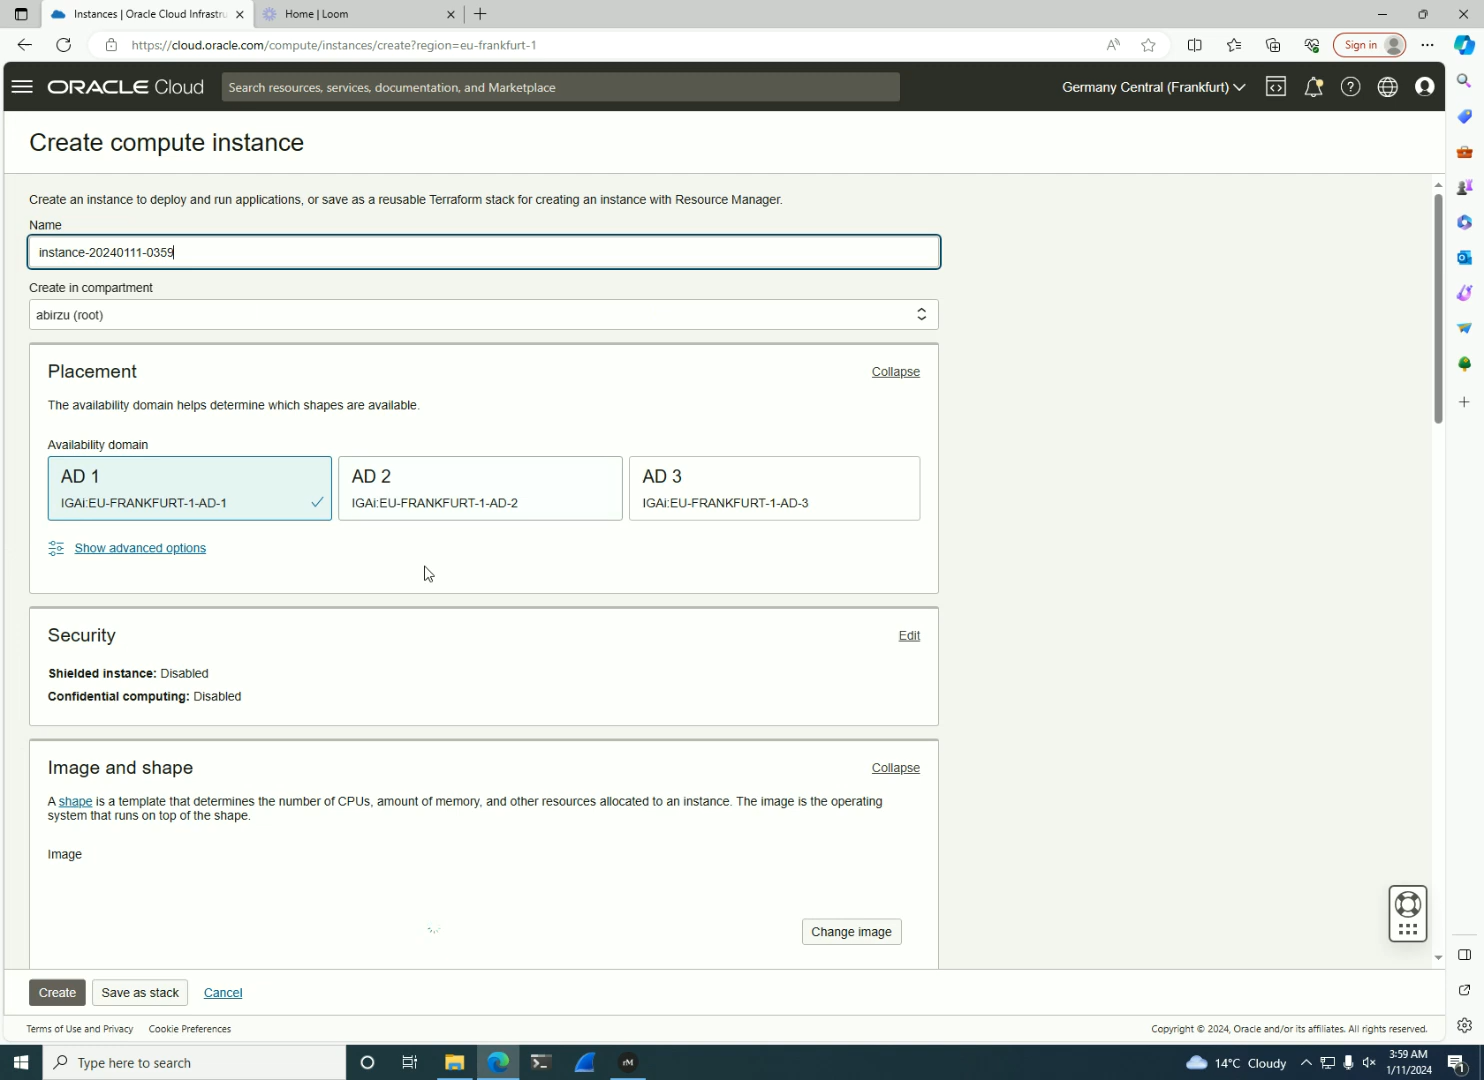 Instances | Oracle Cloud Infrastru
Home | Loom
https://cloud.oracle.com/compute/instances/create?region=eu-frankfurt-1
Sign in
ORACLE Cloud
Search resources, services, documentation, and Marketplace
Germany Central (Frankfurt)
Create compute instance
Create an instance to deploy and run applications, or save as a reusable Terraform stack for creating an instance with Resource Manager.
Name
instance-20240111-0359
Create in compartment
abirzu (root)
Placement
Collapse
The availability domain helps determine which shapes are available.
Availability domain
AD 1
IGAi:EU-FRANKFURT-1-AD-1
AD 2
IGAi:EU-FRANKFURT-1-AD-2
AD 3
IGAi:EU-FRANKFURT-1-AD-3
Show advanced options
Security
Edit
Shielded instance: Disabled
Confidential computing: Disabled
Image and shape
Collapse
A shape is a template that determines the number of CPUs, amount of memory, and other resources allocated to an instance. The image is the operating
system that runs on top of the shape.
Image
Change image
Create
Save as stack
Cancel
Terms of Use and Privacy
Cookie Preferences
Copyright © 2024, Oracle and/or its affiliates. All rights reserved.
Type here to search
rM
14°C Cloudy
3:59 AM
1/11/2024
1